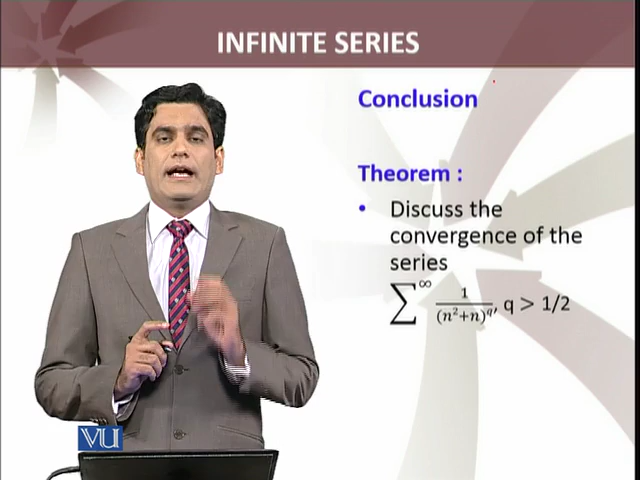 INFINITE SERIES
Conclusion
Theorem :
• Discuss the
convergence of the
series
∑^∞ 1/(n²+n)^q, q > 1/2
VU